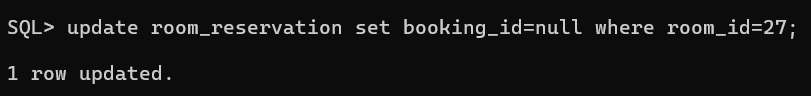 SQL> update room_reservation set booking_id=null where room_id=27;
1 row updated.